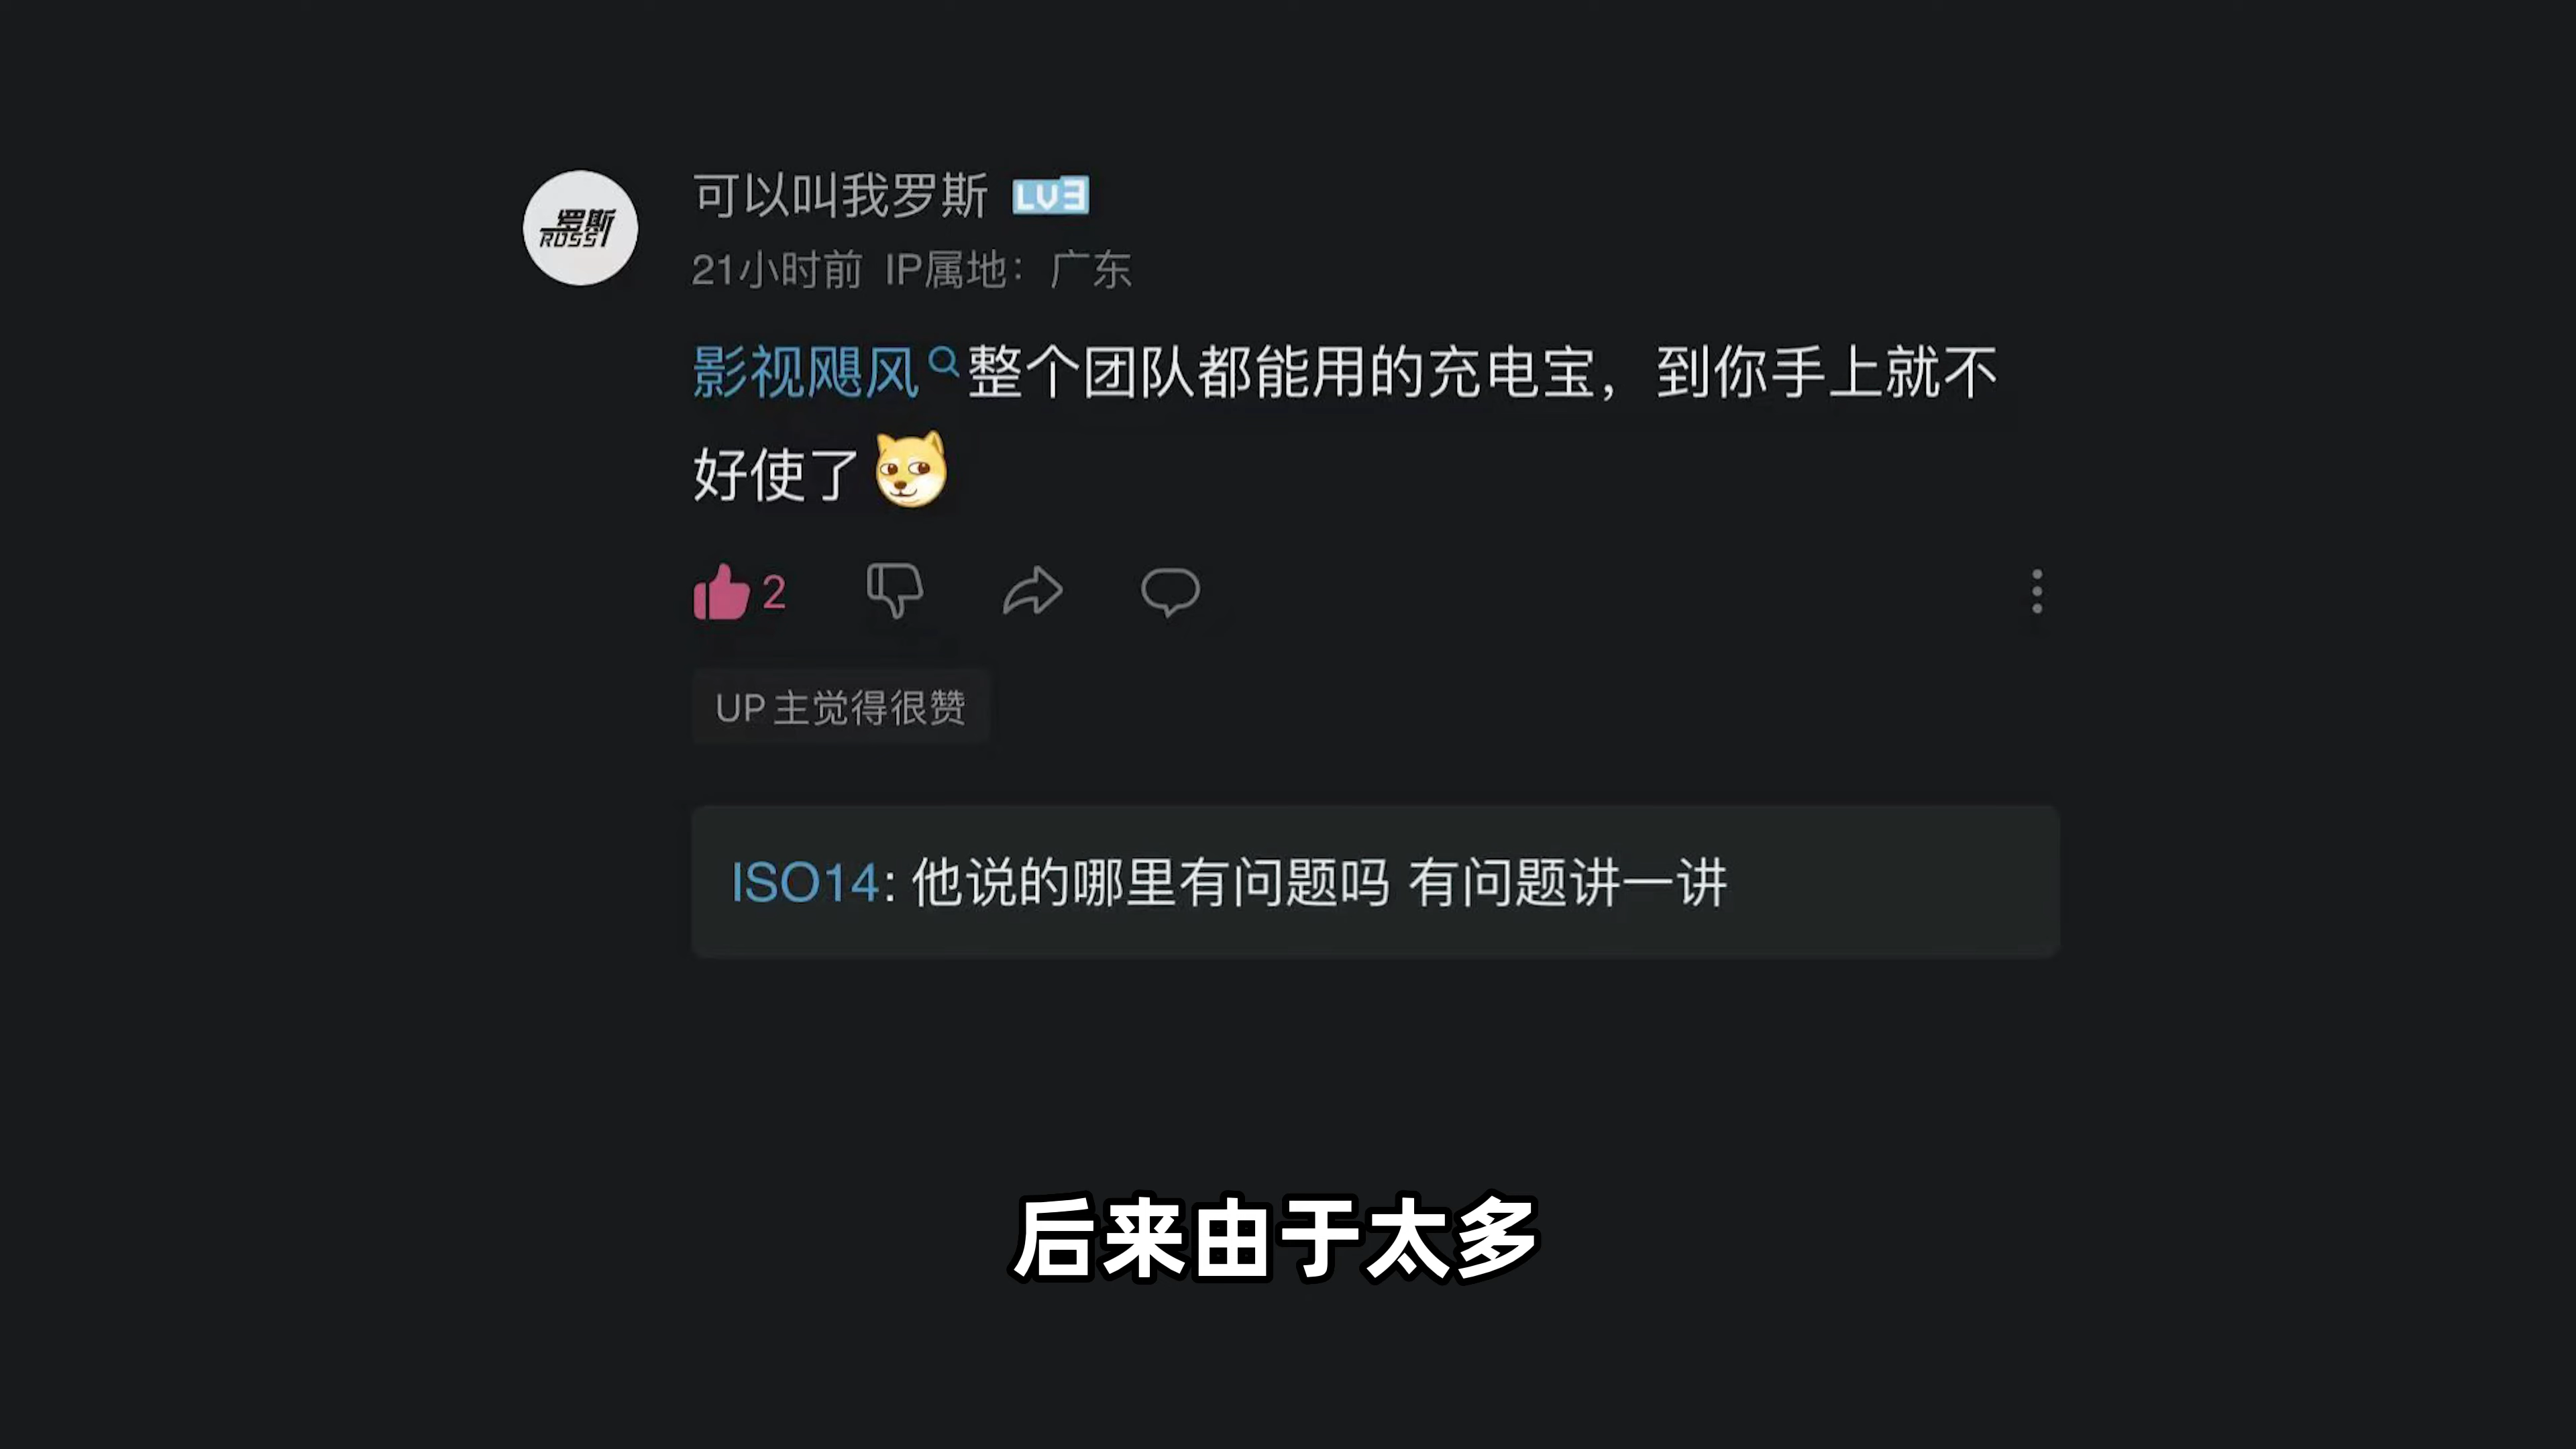 罗斯
ROSS
可以叫我罗斯 LV3
21小时前 IP属地：广东
影视飓风整个团队都能用的充电宝，到你手上就不
好使了
2
UP主觉得很赞
ISO14: 他说的哪里有问题吗 有问题讲一讲
后来由于太多